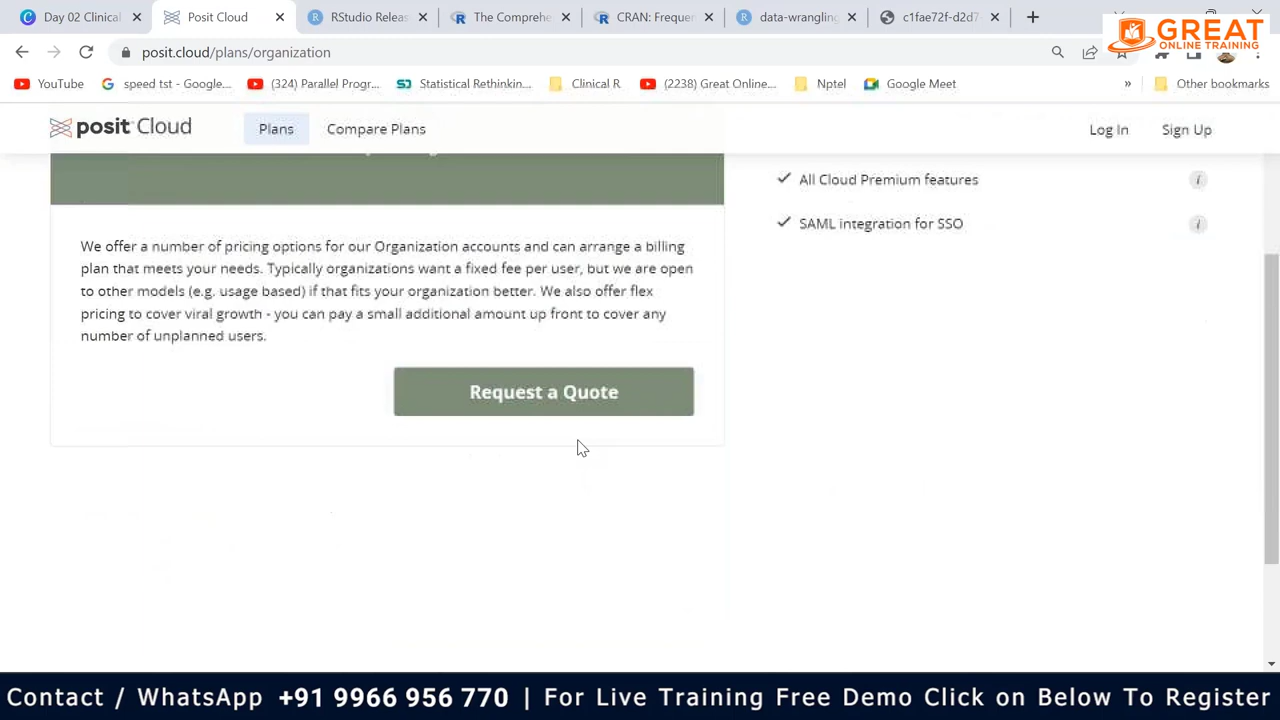 Day 02 Clinical
Posit Cloud
RStudio Releas
The Comprehe
CRAN: Frequen
data-wrangling
c1fae72f-d2d7-
GREAT
ONLINE TRAINING
posit.cloud/plans/organization
YouTube
speed tst - Google...
(324) Parallel Progr...
Statistical Rethinkin...
Clinical R
(2238) Great Online...
Nptel
Google Meet
»
Other bookmarks
posit Cloud
Plans
Compare Plans
Log In
Sign Up
All Cloud Premium features
SAML integration for SSO
We offer a number of pricing options for our Organization accounts and can arrange a billing
plan that meets your needs. Typically organizations want a fixed fee per user, but we are open
to other models (e.g. usage based) if that fits your organization better. We also offer flex
pricing to cover viral growth - you can pay a small additional amount up front to cover any
number of unplanned users.
Request a Quote
Contact / WhatsApp +91 9966 956 770 | For Live Training Free Demo Click on Below To Register